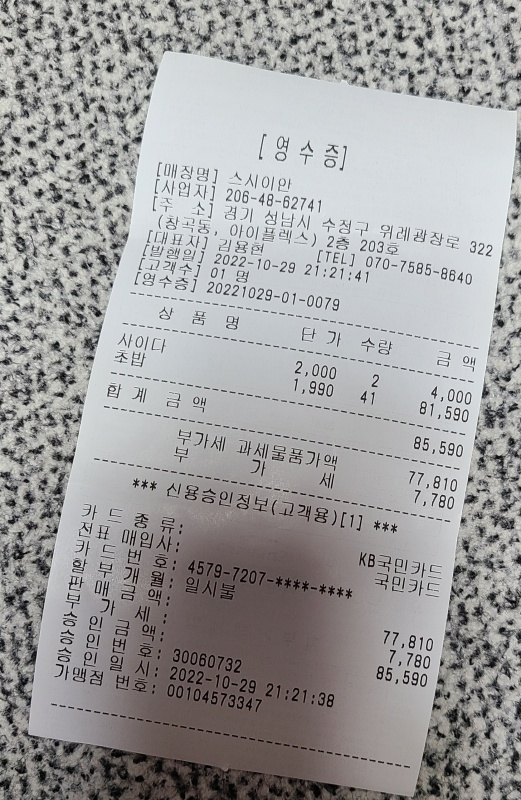 [영 수 증]
[매장명] 스시이안
[사업자] 206-48-62741
[주  소] 경기 성남시 수정구 위례광장로 322
(창곡동, 아이플렉스) 2층 203호
[대표자] 김용현 [TEL] 070-7585-8640
[발행일] 2022-10-29 21:21:41
[고객수] 01 명
[영수증] 20221029-01-0079
상 품 명 단 가 수량 금 액
사이다 2,000 2 4,000
초밥 1,990 41 81,590
합 계 금 액 85,590
부가세 과세물품가액 77,810
부 가 세 7,780
*** 신용승인정보(고객용)[1] ***
카 드 종 류: KB국민카드
전표 매입사: 국민카드
카 드 번 호: 4579-7207-****-****
할 부 개 월: 일시불
판 매 금 액: 77,810
부 가 세 : 7,780
승 인 금 액: 85,590
승 인 번 호: 30060732
승 인 일 시: 2022-10-29 21:21:38
가맹점 번호: 00104573347